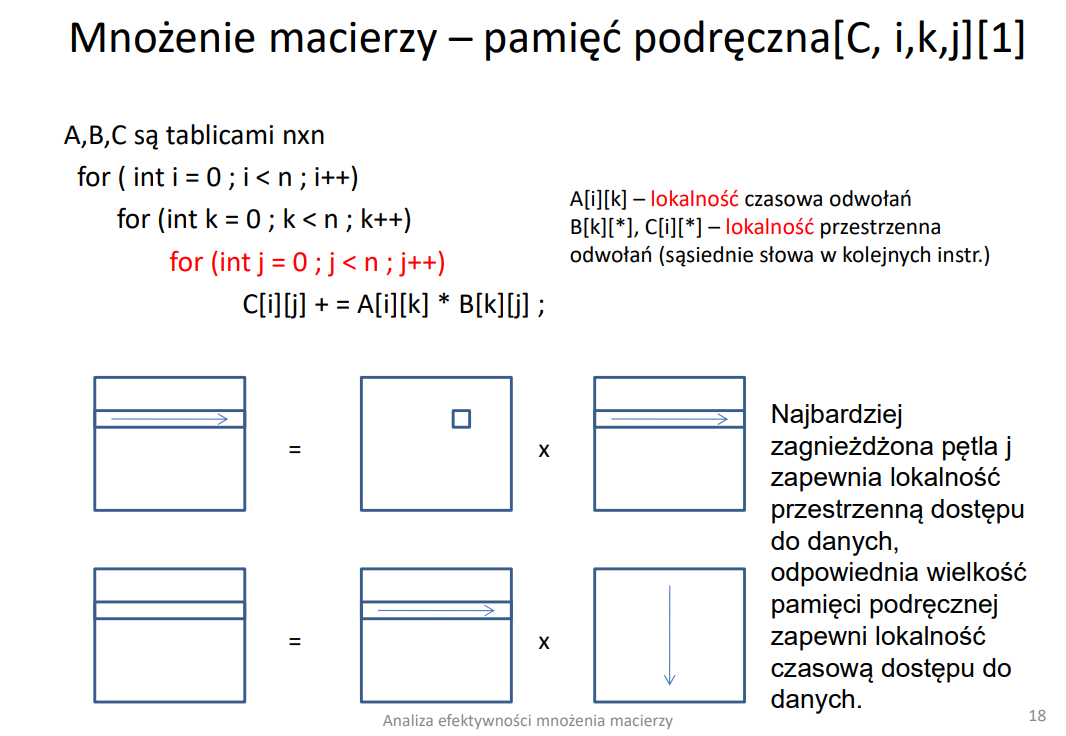 Mnożenie macierzy – pamięć podręczna[C, i,k,j][1]
A,B,C są tablicami nxn
for ( int i = 0 ; i < n ; i++)
for (int k = 0 ; k < n ; k++)
for (int j = 0 ; j < n ; j++)
C[i][j] + = A[i][k] * B[k][j] ;
A[i][k] – lokalność czasowa odwołań
B[k][*], C[i][*] – lokalność przestrzenna
odwołań (sąsiednie słowa w kolejnych instr.)
=
x
=
x
Najbardziej
zagnieżdżona pętla j
zapewnia lokalność
przestrzenną dostępu
do danych,
odpowiednia wielkość
pamięci podręcznej
zapewni lokalność
czasową dostępu do
danych.
Analiza efektywności mnożenia macierzy
18